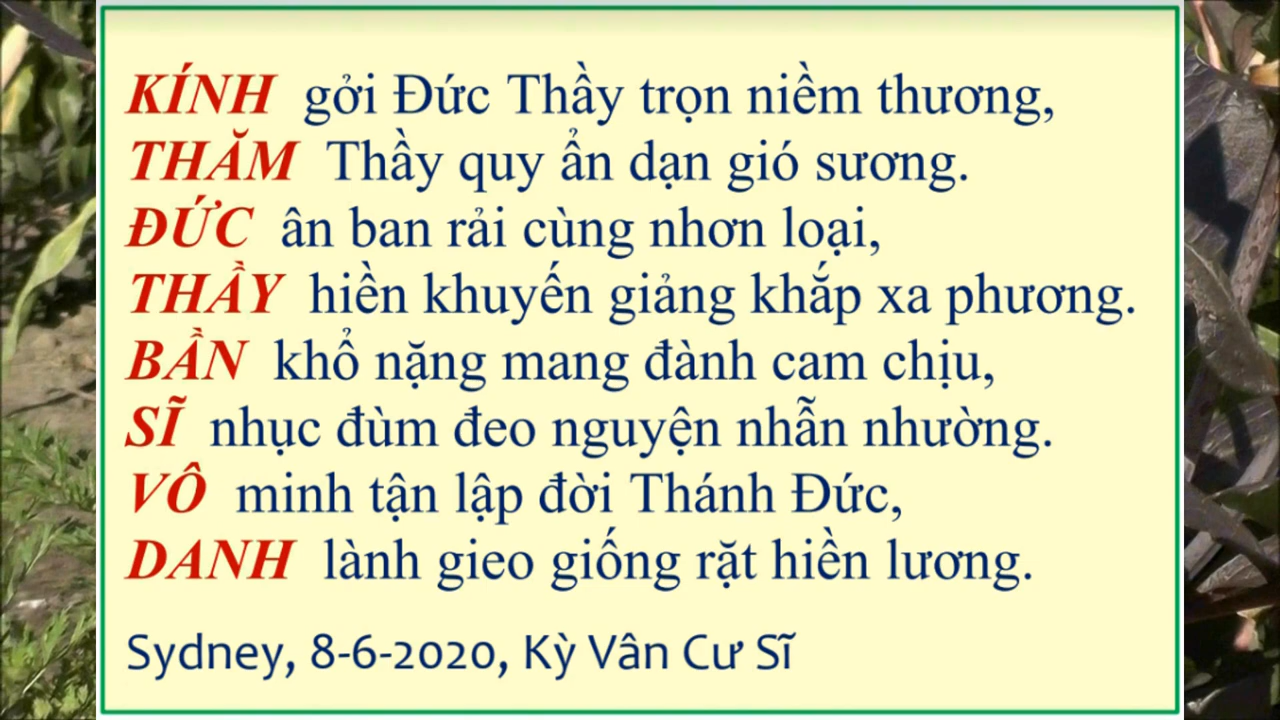 KÍNH gởi Đức Thầy trọn niềm thương,
THĂM Thầy quy ẩn dạn gió sương.
ĐỨC ân ban rải cùng nhơn loại,
THẦY hiền khuyến giảng khắp xa phương.
BẦN khổ nặng mang đành cam chịu,
SĨ nhục đùm đeo nguyện nhẫn nhường.
VÔ minh tận lập đời Thánh Đức,
DANH lành gieo giống rặt hiền lương.
Sydney, 8-6-2020, Kỳ Vân Cư Sĩ